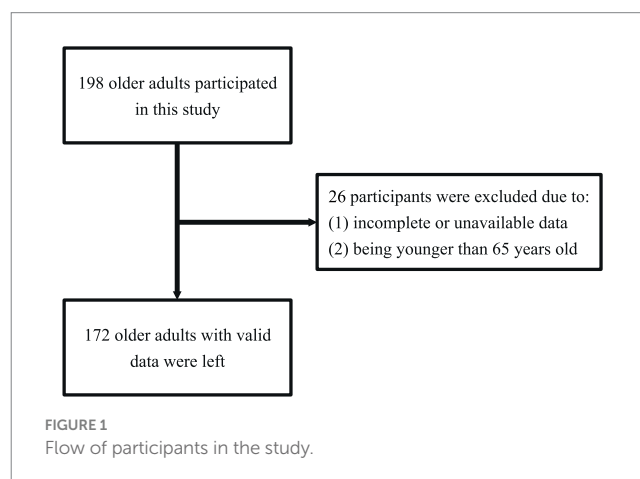 198 older adults participated
in this study
26 participants were excluded due to:
(1) incomplete or unavailable data
(2) being younger than 65 years old
172 older adults with valid
data were left
FIGURE 1
Flow of participants in the study.